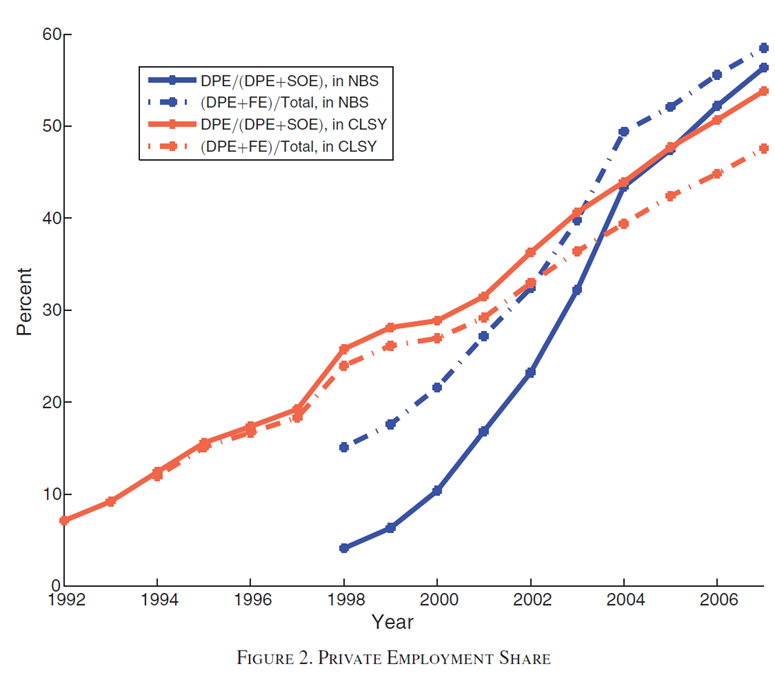 60
50
40
30
20
10
0
Percent
DPE/(DPE+SOE), in NBS
(DPE+FE)/Total, in NBS
DPE/(DPE+SOE), in CLSY
(DPE+FE)/Total, in CLSY
1992 1994 1996 1998 2000 2002 2004 2006
Year
FIGURE 2. PRIVATE EMPLOYMENT SHARE